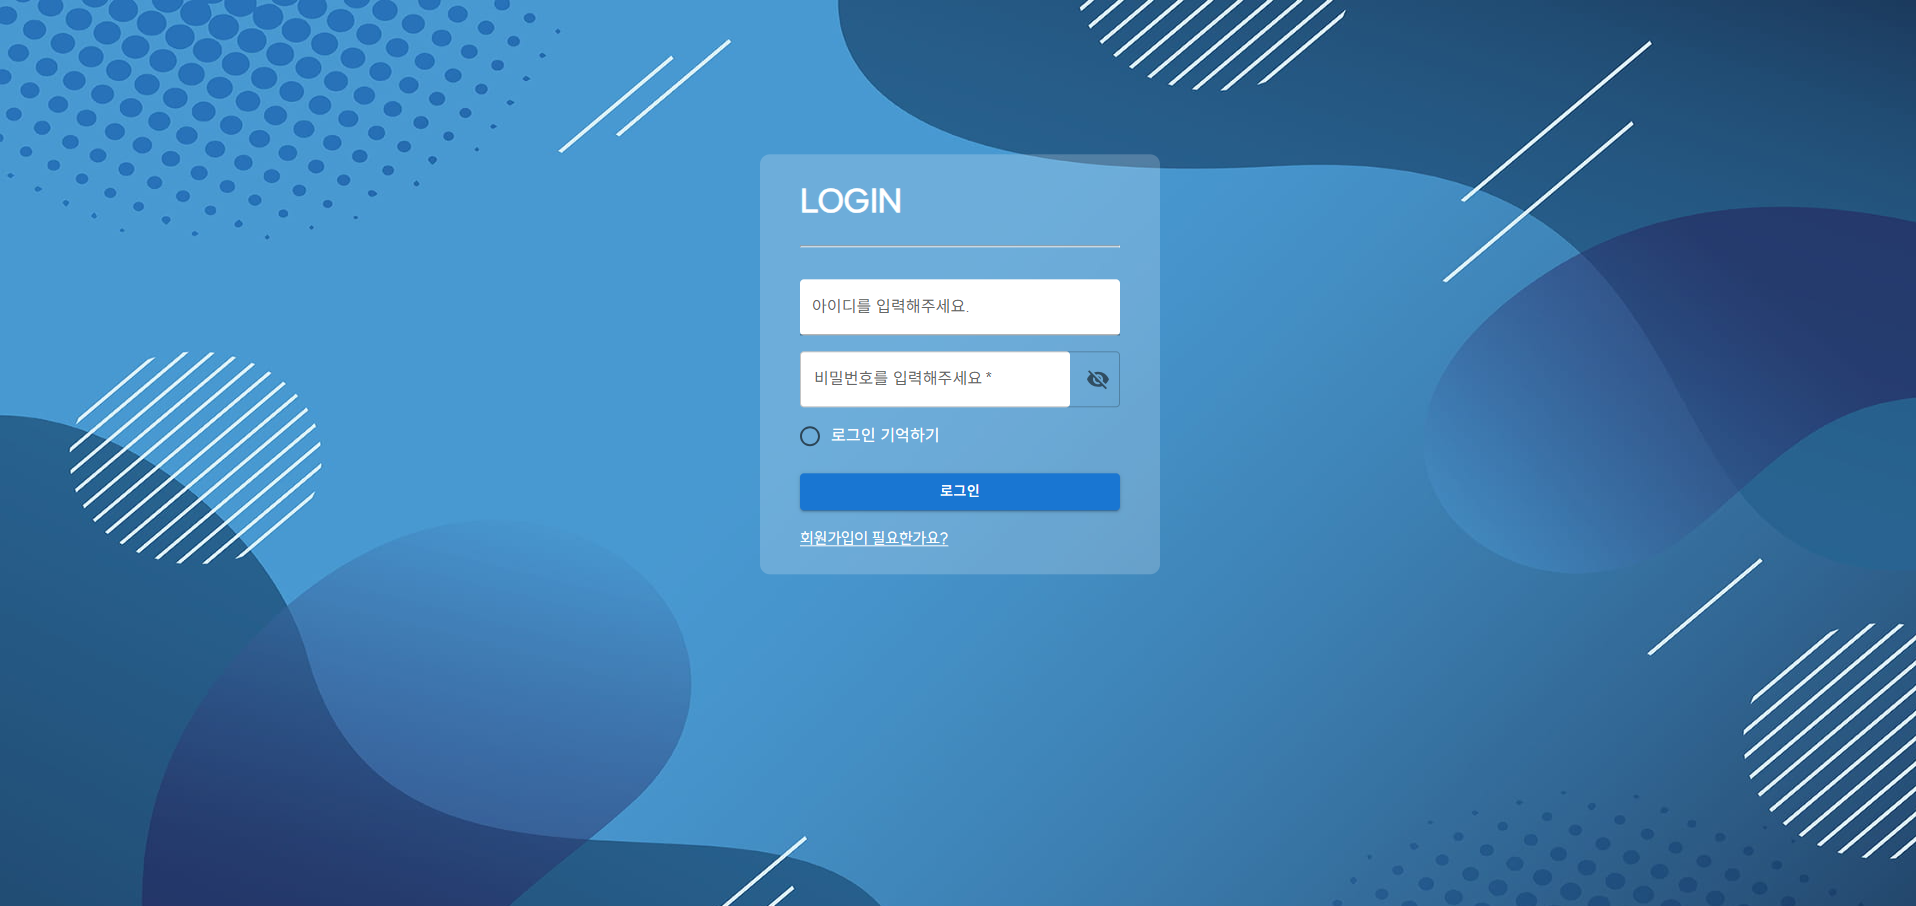 LOGIN
아이디를 입력해주세요.
비밀번호를 입력해주세요 *
로그인 기억하기
로그인
회원가입이 필요한가요?